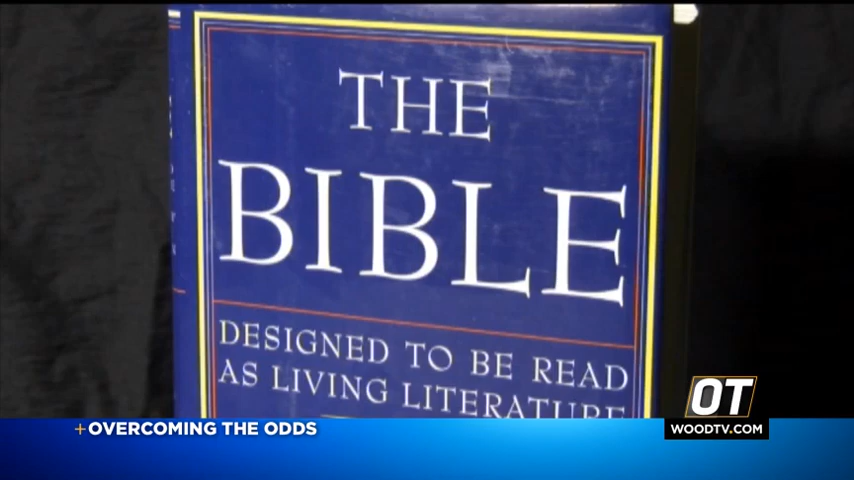 THE
BIBLE
DESIGNED TO BE READ
AS LIVING LITERATURE
OT
+OVERCOMING THE ODDS
WOODTV.COM